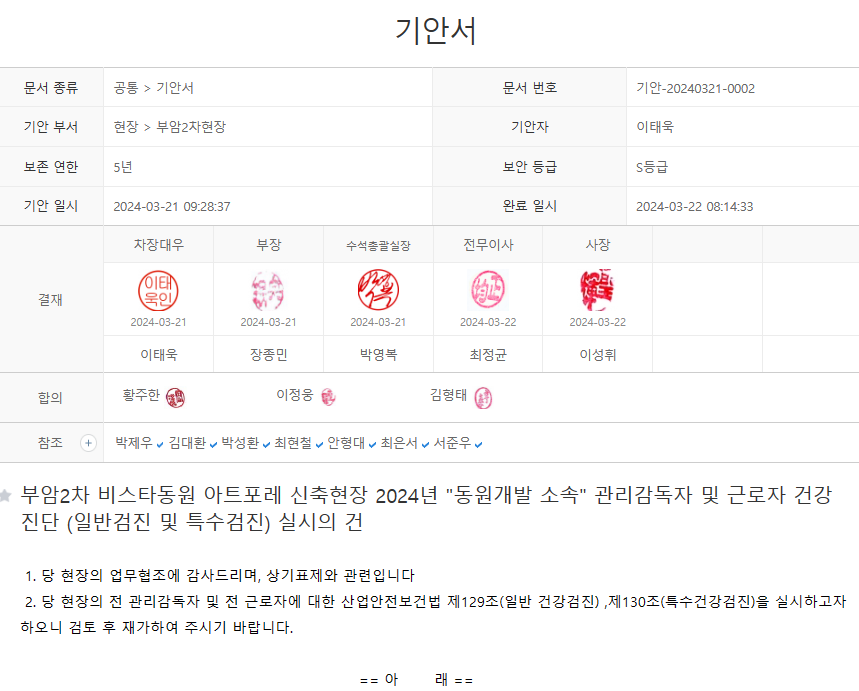 기안서
문서 종류 공통 > 기안서 문서 번호 기안-20240321-0002
기안 부서 현장 > 부암2차현장 기안자 이태욱
보존 연한 5년 보안 등급 S등급
기안 일시 2024-03-21 09:28:37 완료 일시 2024-03-22 08:14:33
결재
차장대우 부장 수석총괄실장 전무이사 사장
이태
욱인
2024-03-21 2024-03-21 2024-03-21 2024-03-22 2024-03-22
이태욱 장종민 박영복 최정균 이성휘
합의 황주한 이정웅 김형태
참조 + 박제우 김대환 박성환 최현철 안형대 최은서 서준우
부암2차 비스타동원 아트포레 신축현장 2024년 "동원개발 소속" 관리감독자 및 근로자 건강
진단 (일반검진 및 특수검진) 실시의 건
1. 당 현장의 업무협조에 감사드리며, 상기표제와 관련입니다
2. 당 현장의 전 관리감독자 및 전 근로자에 대한 산업안전보건법 제129조(일반 건강검진) ,제130조(특수건강검진)을 실시하고자
하오니 검토 후 재가하여 주시기 바랍니다.
== 아 래 ==